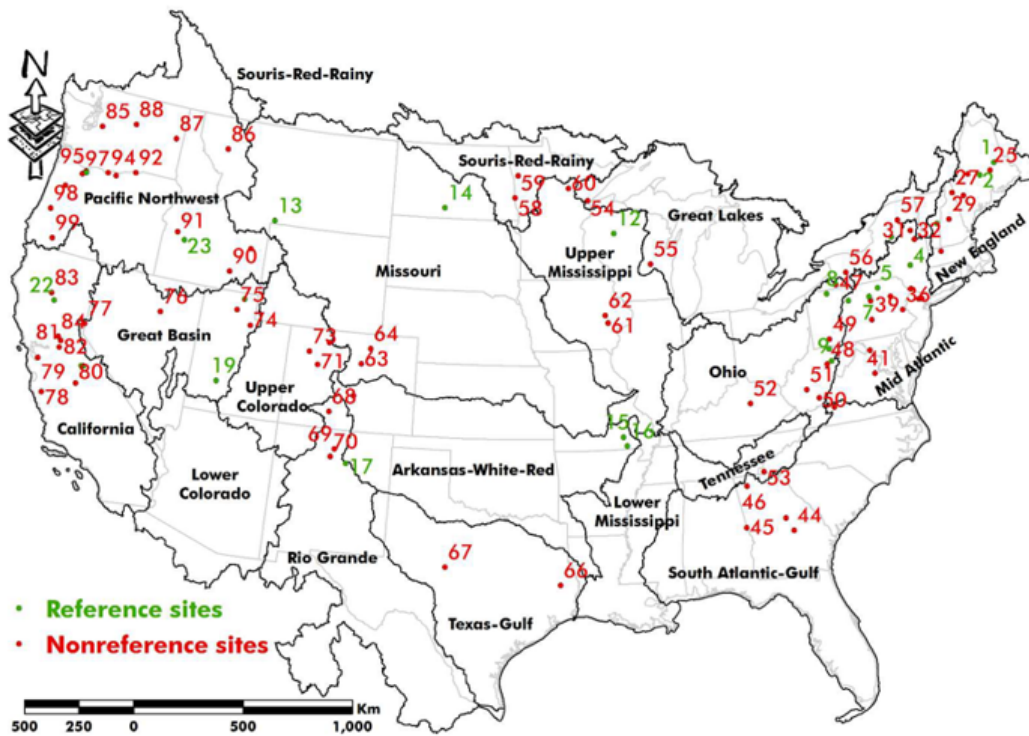 N
Souris-Red-Rainy
85
88
87
86
Souris-Red-Rainy
1
25
95
97
94
92
59
60
27
2
Pacific Northwest
98
14
58
54
12
Great Lakes
57
29
13
91
31
32
99
23
55
New England
Upper
Mississippi
4
90
Missouri
56
83
8
47
5
22
77
76
75
62
39
36
7
84
Great Basin
74
61
49
81
73
64
82
63
9
48
79
71
41
80
19
Ohio
Mid Atlantic
78
Upper
Colorado
68
52
51
50
California
69
70
15
16
17
Arkansas-White-Red
Tennessee
Lower
Colorado
53
Lower
Mississippi
46
44
45
Rio Grande
67
66
South Atlantic-Gulf
Reference sites
Texas-Gulf
Nonreference sites
Km
500
250
0
500
1,000